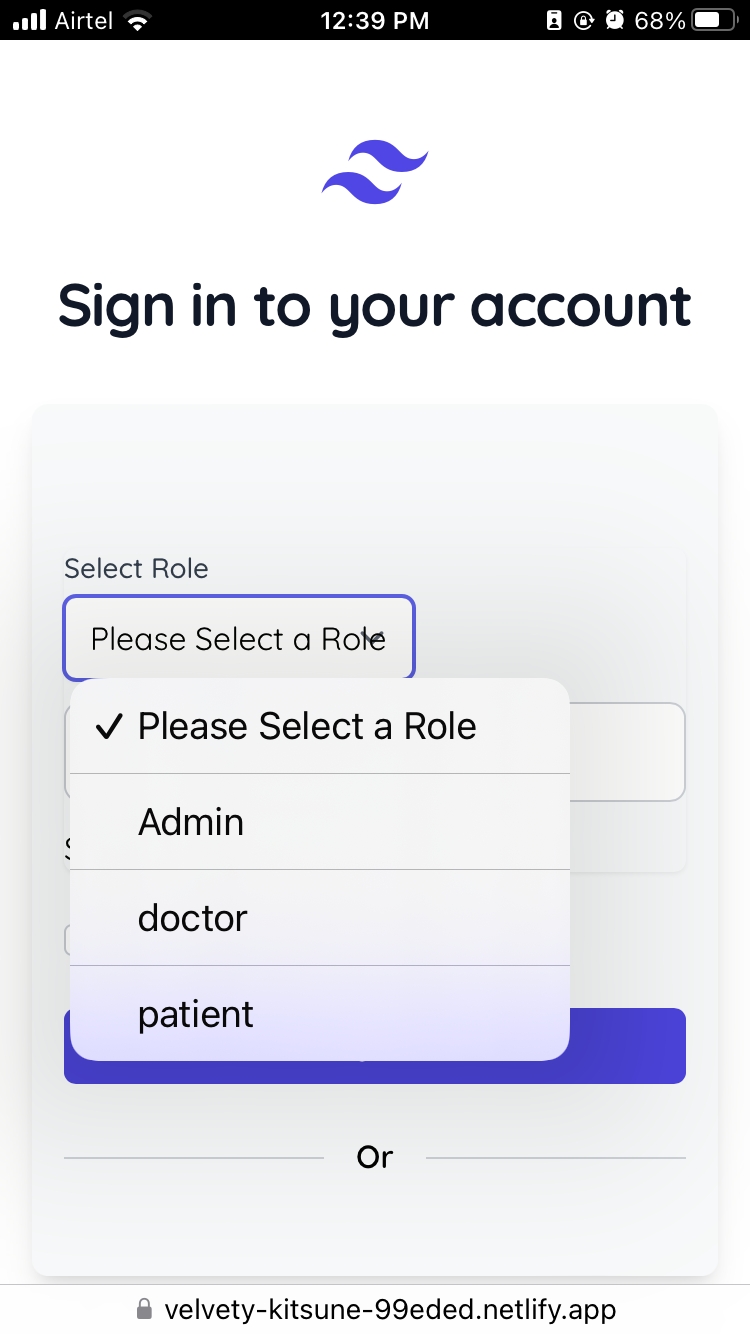 Airtel 12:39 PM 68%
Sign in to your account
Select Role
Please Select a Role
✓ Please Select a Role
Admin
doctor
patient
Or
velvety-kitsune-99eded.netlify.app